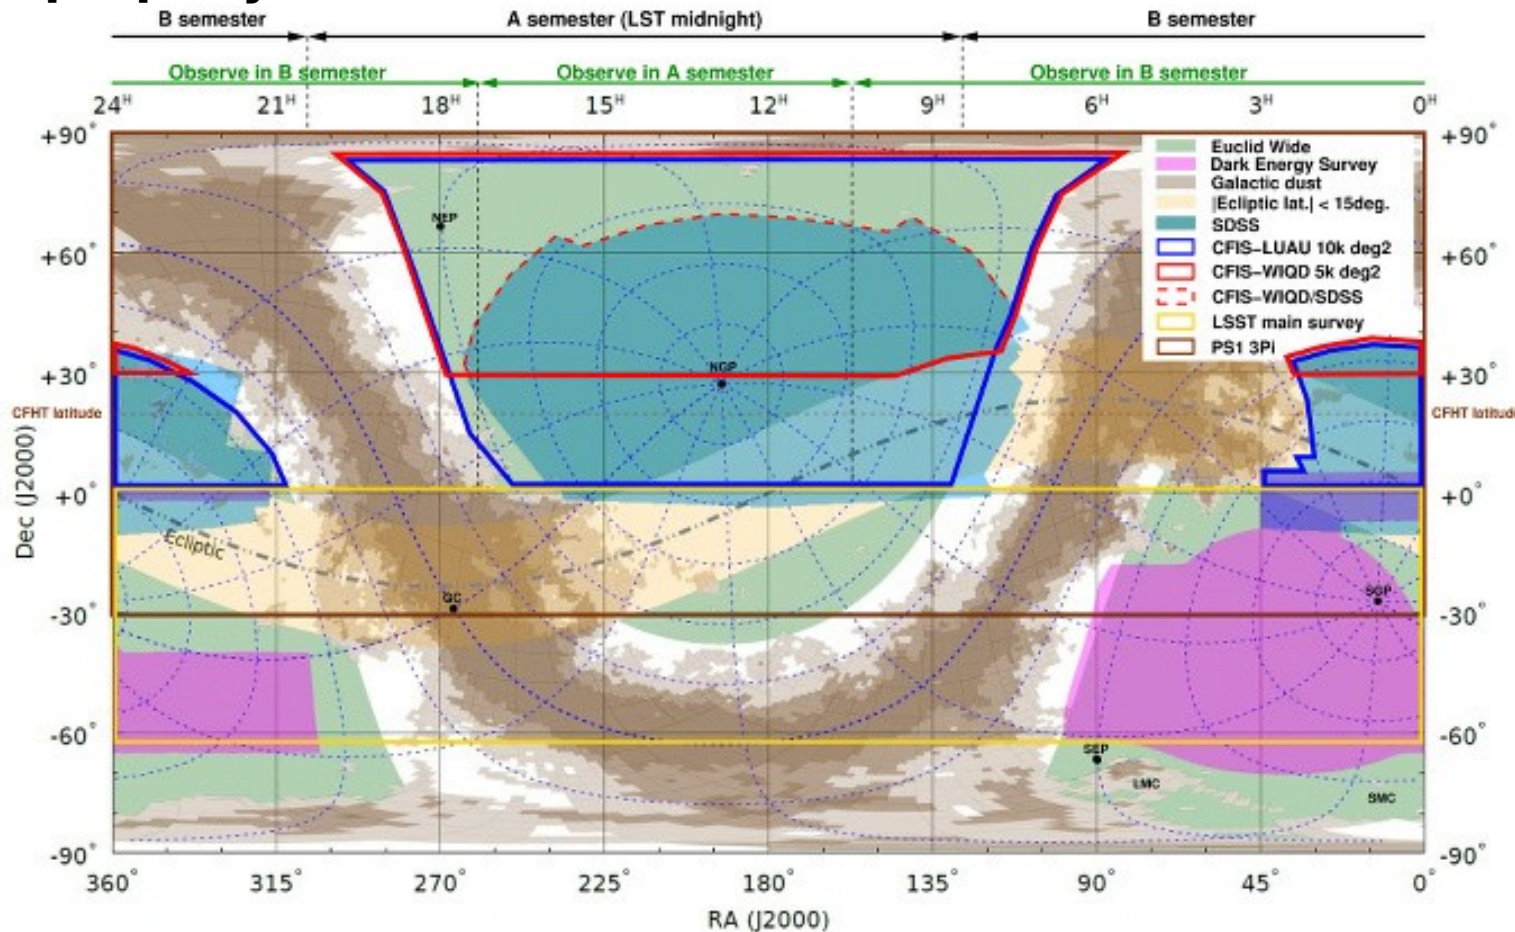 B semester A semester (LST midnight) B semester
Observe in B semester Observe in A semester Observe in B semester
24H 21H 18H 15H 12H 9H 6H 3H 0H
+90° +90°
Euclid Wide
Dark Energy Survey
Galactic dust
|Ecliptic lat.| < 15deg.
SDSS
CFIS-LUAU 10k deg2
CFIS-WIQD 5k deg2
CFIS-WIQD/SDSS
LSST main survey
PS1 3Pi
NEP
+60° +60°
NGP
+30° +30°
CFHT latitude CFHT latitude
+0° +0°
Dec (J2000)
Ecliptic
GC SGP
-30° -30°
-60° -60°
SEP
LMC
SMC
-90° -90°
360° 315° 270° 225° 180° 135° 90° 45° 0°
RA (J2000)